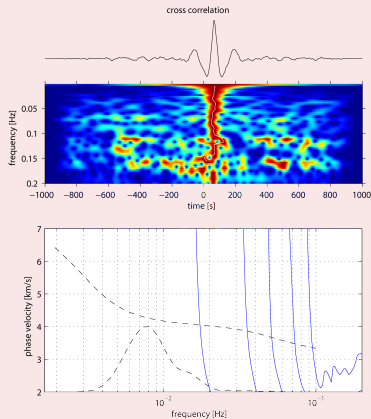 cross correlation
frequency [Hz]
0.05
0.1
0.15
0.2
−1000 −800 −600 −400 −200 0 200 400 600 800 1000
time [s]
phase velocity [km/s]
7
6
5
4
3
2
10⁻² 10⁻¹
frequency [Hz]